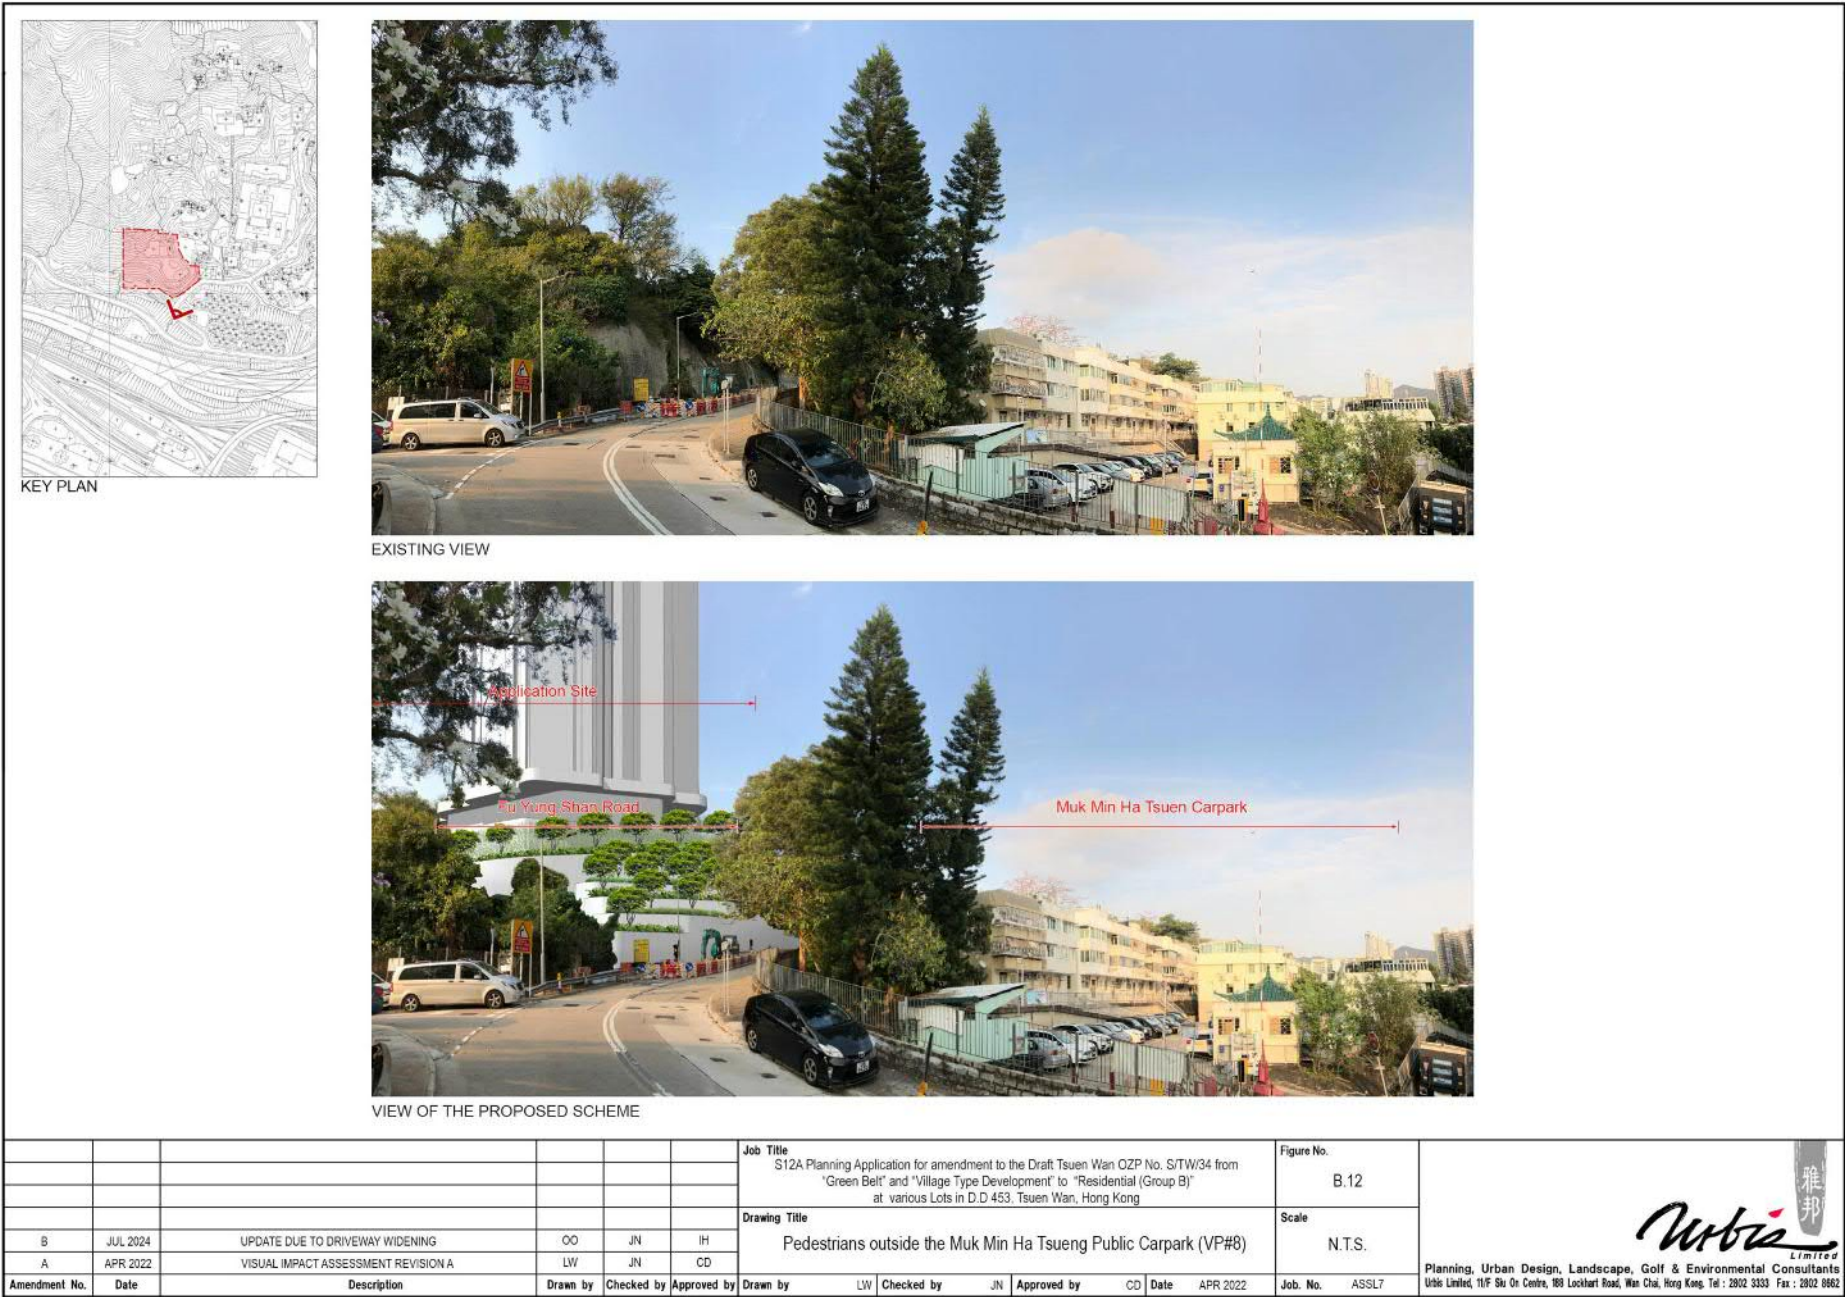 KEY PLAN
EXISTING VIEW
Application Site
Fu Yung Shan Road
Muk Min Ha Tsuen Carpark
VIEW OF THE PROPOSED SCHEME
B JUL 2024 UPDATE DUE TO DRIVEWAY WIDENING OO JN IH
A APR 2022 VISUAL IMPACT ASSESSMENT REVISION A LW JN CD
Amendment No. Date Description Drawn by Checked by Approved by
Job Title
S12A Planning Application for amendment to the Draft Tsuen Wan OZP No. S/TW/34 from
"Green Belt" and "Village Type Development" to "Residential (Group B)"
at various Lots in D.D 453. Tsuen Wan, Hong Kong
Drawing Title
Pedestrians outside the Muk Min Ha Tsueng Public Carpark (VP#8)
Drawn by LW Checked by JN Approved by CD Date APR 2022
Figure No.
B.12
Scale
N.T.S.
Job. No. ASSL7
雅邦
Urbis
Limited
Planning, Urban Design, Landscape, Golf & Environmental Consultants
Urbis Limited, 11/F Siu On Centre, 188 Lockhart Road, Wan Chai, Hong Kong. Tel : 2802 3333 Fax : 2802 8662